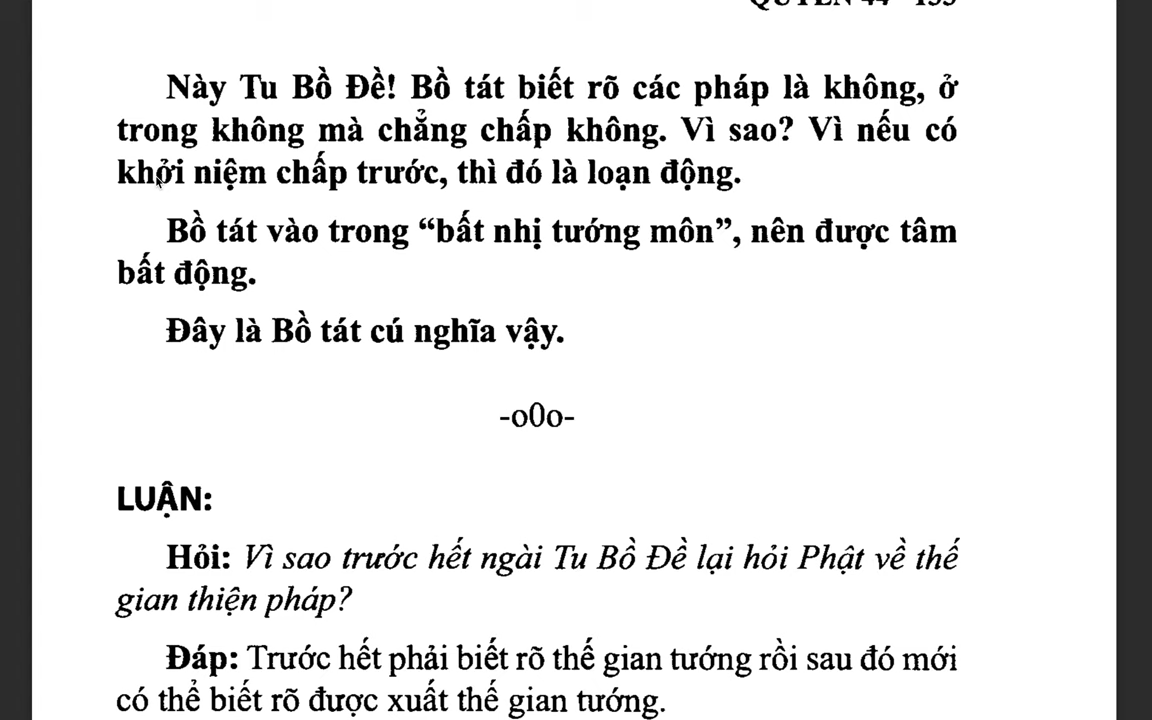 QUYỂN 44 - 133
Này Tu Bồ Đề! Bồ tát biết rõ các pháp là không, ở
trong không mà chẳng chấp không. Vì sao? Vì nếu có
khởi niệm chấp trước, thì đó là loạn động.
Bồ tát vào trong “bất nhị tướng môn”, nên được tâm
bất động.
Đây là Bồ tát cú nghĩa vậy.
-o0o-
LUẬN:
Hỏi: Vì sao trước hết ngài Tu Bồ Đề lại hỏi Phật về thế
gian thiện pháp?
Đáp: Trước hết phải biết rõ thế gian tướng rồi sau đó mới
có thể biết rõ được xuất thế gian tướng.